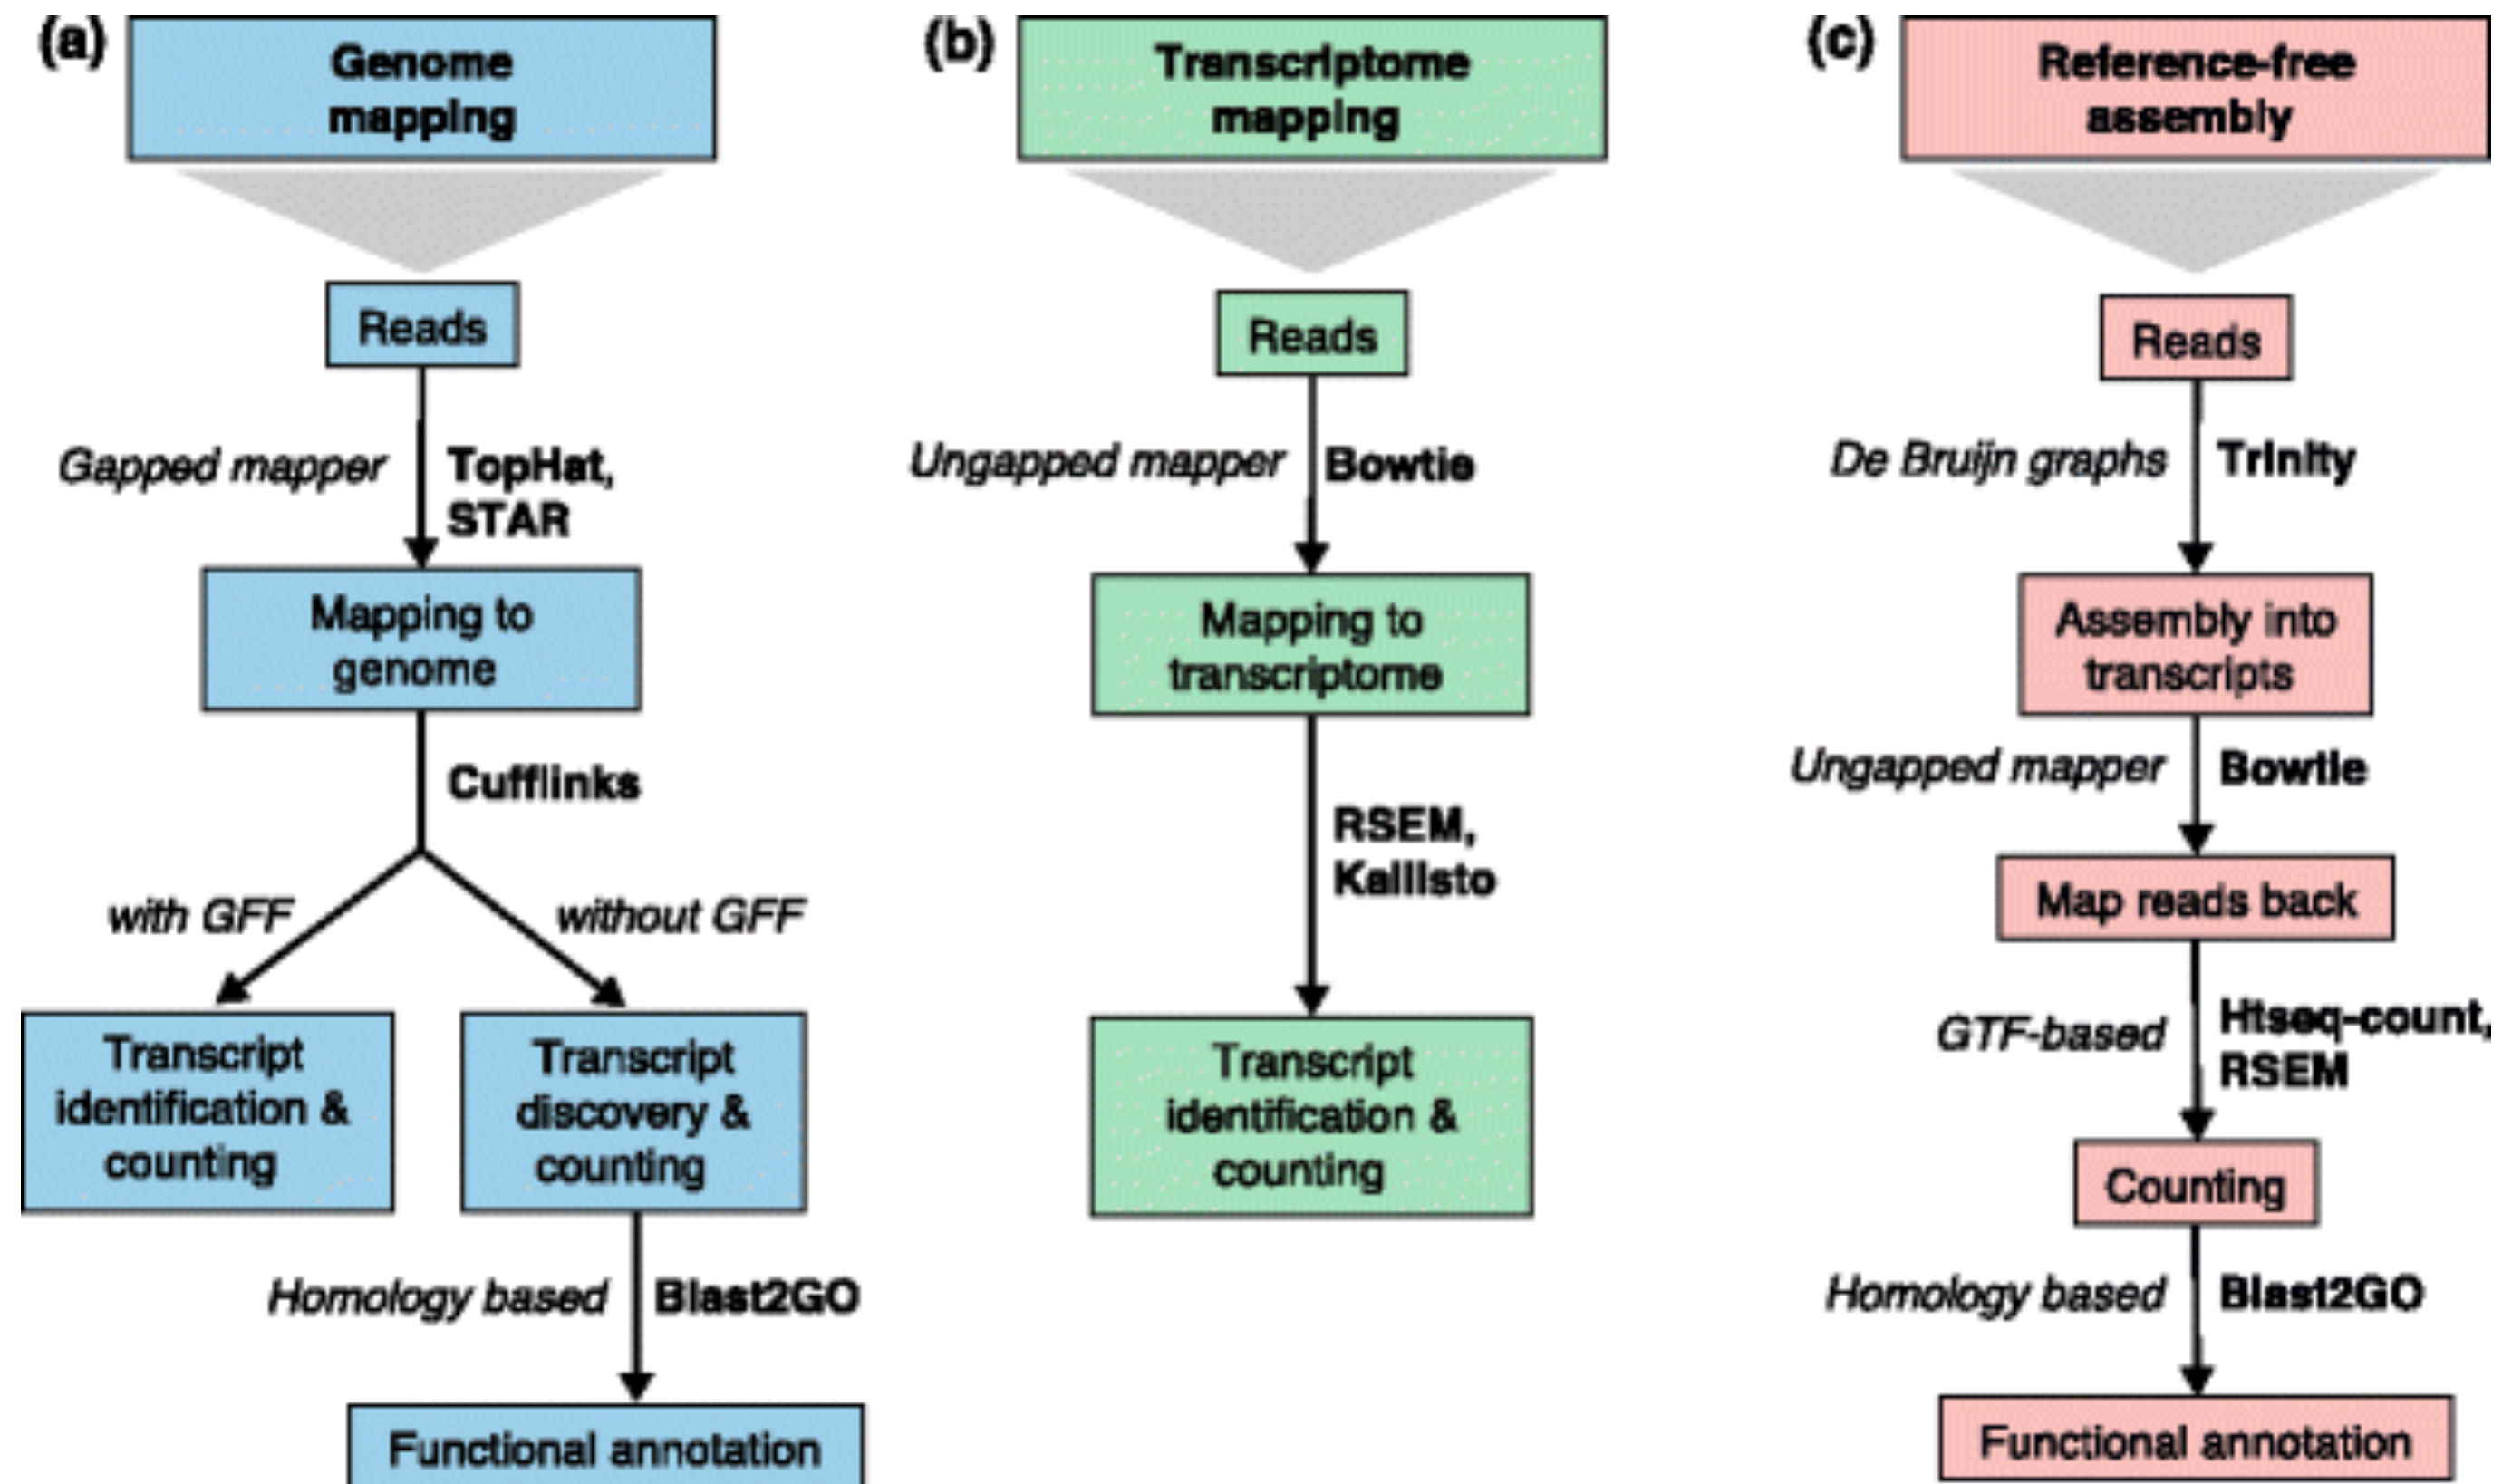 (a)
Genome
mapping
Reads
Gapped mapper
TopHat,
STAR
Mapping to
genome
Cufflinks
with GFF
without GFF
Transcript
identification &
counting
Transcript
discovery &
counting
Homology based
Blast2GO
Functional annotation
(b)
Transcriptome
mapping
Reads
Ungapped mapper
Bowtie
Mapping to
transcriptome
RSEM,
Kallisto
Transcript
identification &
counting
(c)
Reference-free
assembly
Reads
De Bruijn graphs
Trinity
Assembly into
transcripts
Ungapped mapper
Bowtie
Map reads back
GTF-based
Htseq-count,
RSEM
Counting
Homology based
Blast2GO
Functional annotation